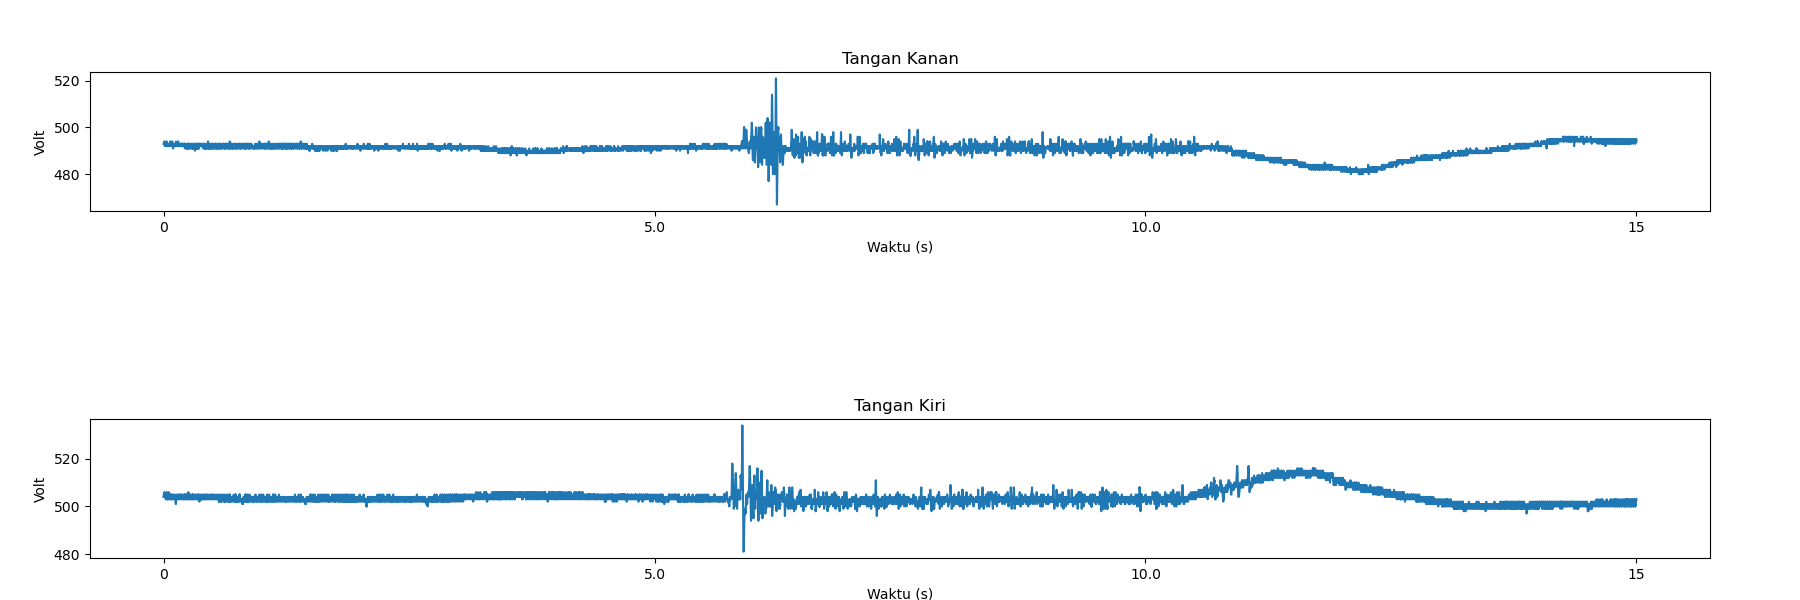 Tangan Kanan
Volt
520
500
480
0 5.0 10.0 15
Waktu (s)
Tangan Kiri
Volt
520
500
480
0 5.0 10.0 15
Waktu (s)